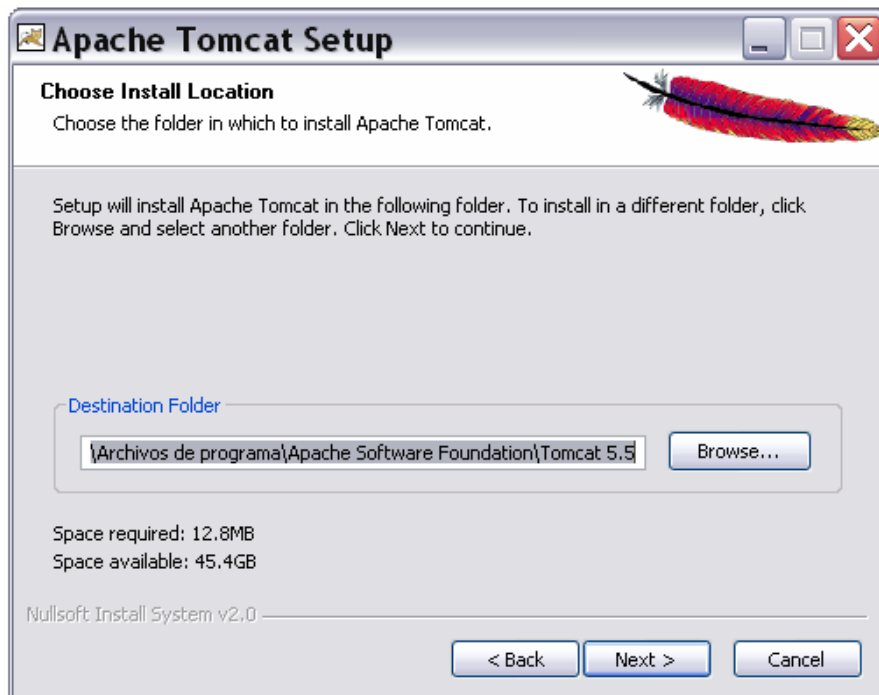 Apache Tomcat Setup
Choose Install Location
Choose the folder in which to install Apache Tomcat.
Setup will install Apache Tomcat in the following folder. To install in a different folder, click
Browse and select another folder. Click Next to continue.
Destination Folder
\Archivos de programa\Apache Software Foundation\Tomcat 5.5
Browse...
Space required: 12.8MB
Space available: 45.4GB
Nullsoft Install System v2.0
< Back
Next >
Cancel